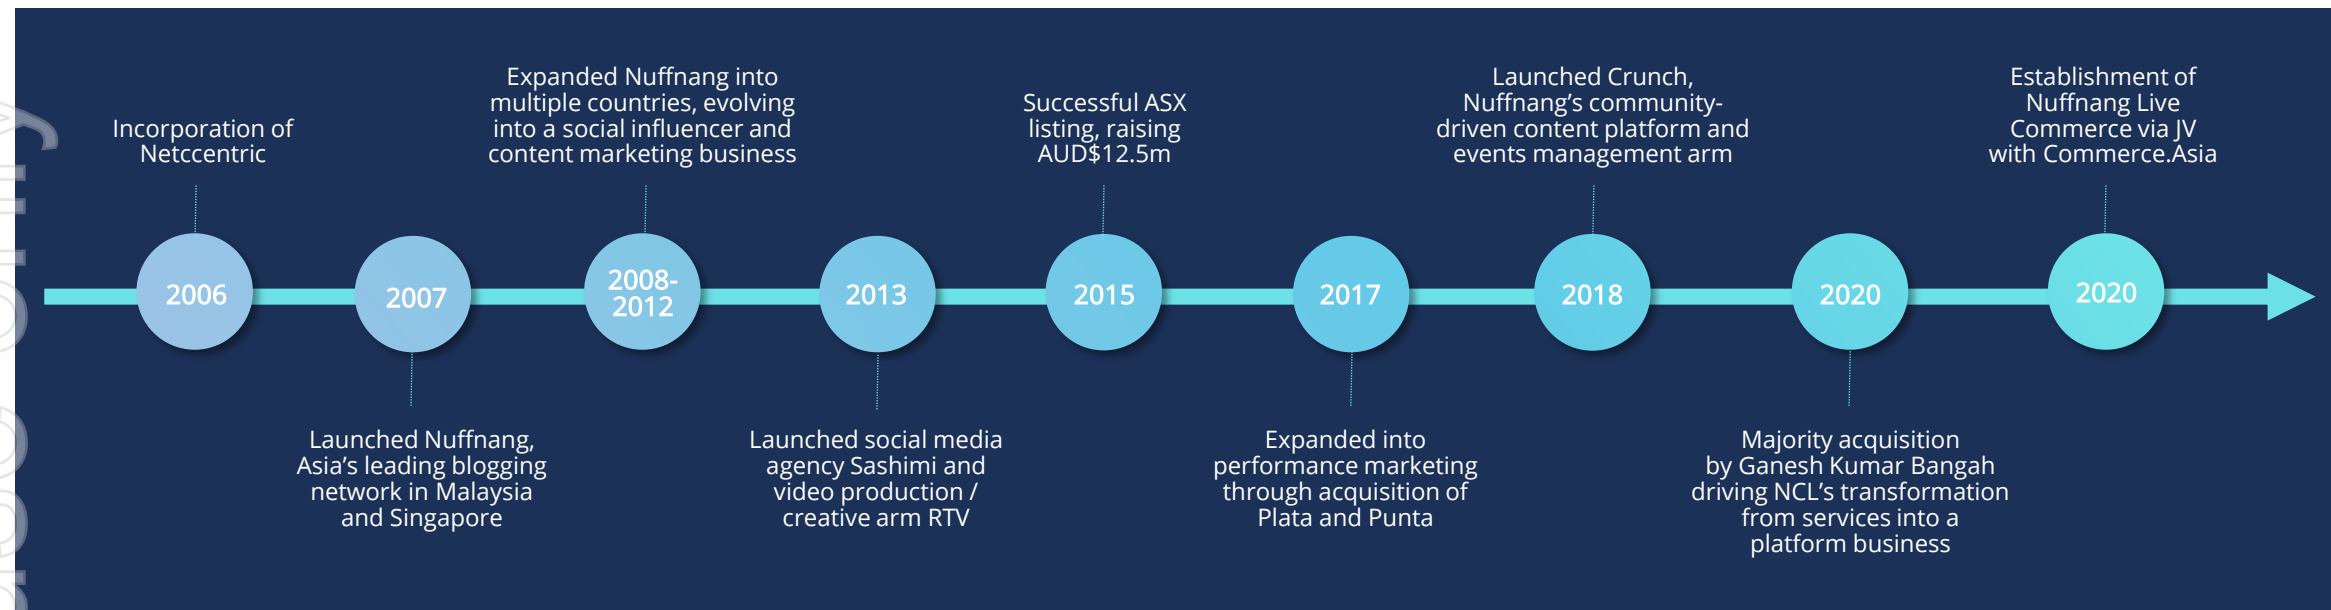 Incorporation of
Netccentric
2006
2007
Launched Nuffnang,
Asia's leading blogging
network in Malaysia
and Singapore
Expanded Nuffnang into
multiple countries, evolving
into a social influencer and
content marketing business
2008-
2012
2013
Launched social media
agency Sashimi and
video production /
creative arm RTV
Successful ASX
listing, raising
AUD$12.5m
2015
2017
Expanded into
performance marketing
through acquisition of
Plata and Punta
Launched Crunch,
Nuffnang's community-
driven content platform and
events management arm
2018
2020
Majority acquisition
by Ganesh Kumar Bangah
driving NCL's transformation
from services into a
platform business
Establishment of
Nuffnang Live
Commerce via JV
with Commerce.Asia
2020